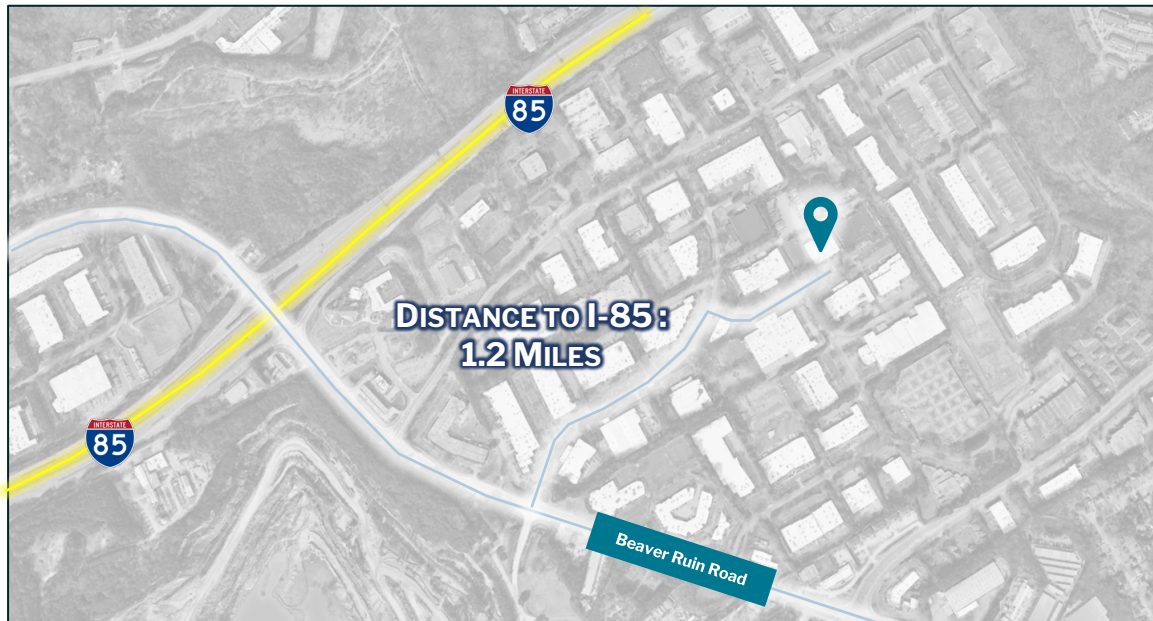 INTERSTATE
85
DISTANCE TO I-85:
1.2 MILES
INTERSTATE
85
Beaver Ruin Road